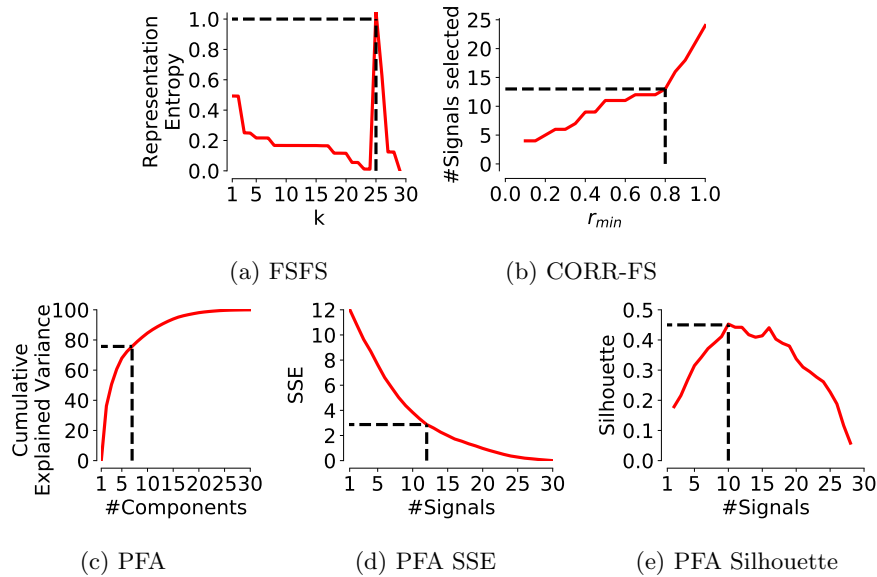 1.0
0.8
0.6
0.4
0.2
0.0
Representation
Entropy
1 5 10 15 20 25 30
k
(a) FSFS
25
20
15
10
5
0
#Signals selected
0.0 0.2 0.4 0.6 0.8 1.0
r_min
(b) CORR-FS
100
80
60
40
20
0
Cumulative
Explained Variance
1 5 10 15 20 25 30
#Components
(c) PFA
12
10
8
6
4
2
0
SSE
1 5 10 15 20 25 30
#Signals
(d) PFA SSE
0.5
0.4
0.3
0.2
0.1
0.0
Silhouette
1 5 10 15 20 25 30
#Signals
(e) PFA Silhouette